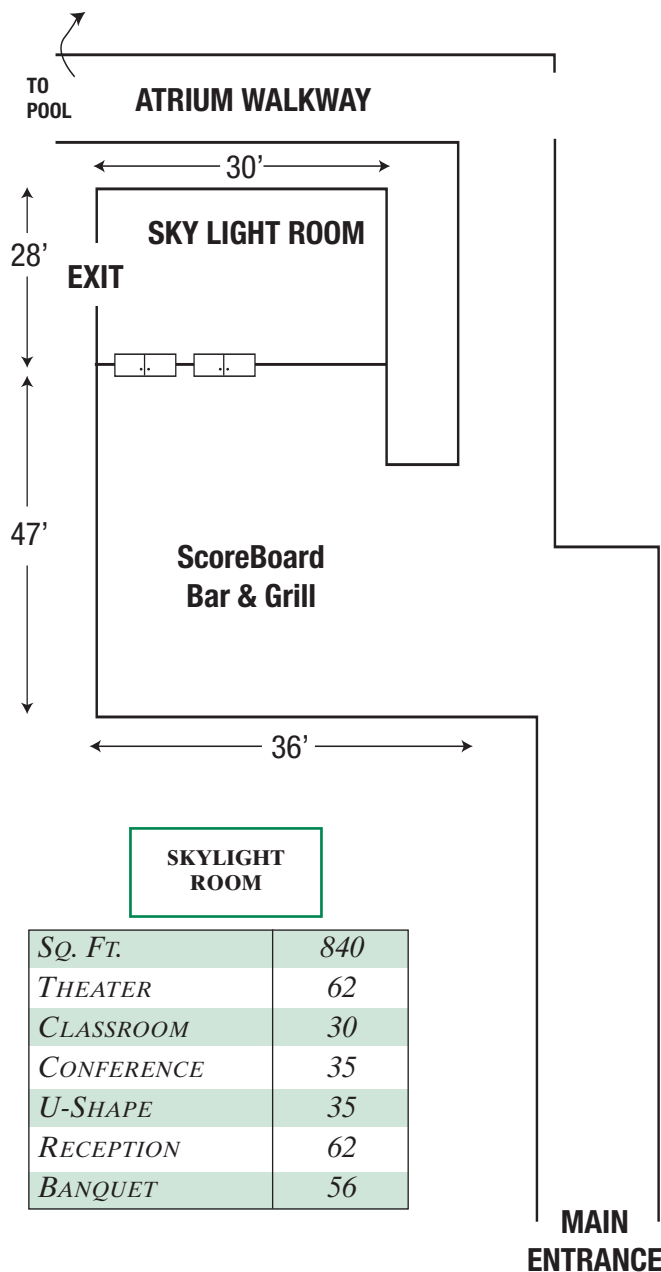 TO
POOL
ATRIUM WALKWAY
30’
SKY LIGHT ROOM
28’
EXIT
47’
ScoreBoard
Bar & Grill
36’
SKYLIGHT
ROOM
SQ. FT. 840
THEATER 62
CLASSROOM 30
CONFERENCE 35
U-SHAPE 35
RECEPTION 62
BANQUET 56
MAIN
ENTRANCE